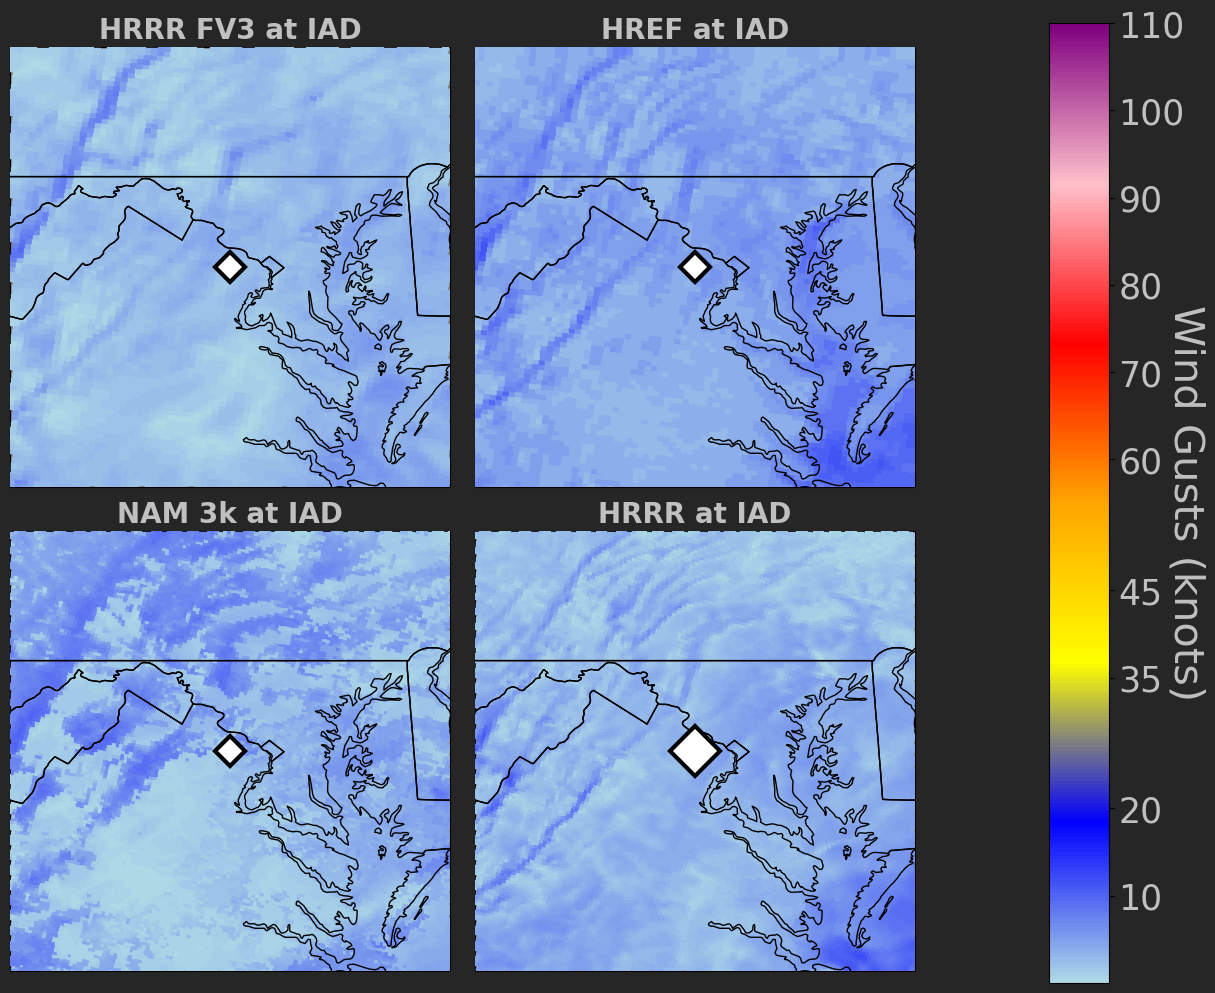 HRRR FV3 at IAD
HREF at IAD
NAM 3k at IAD
HRRR at IAD
110
100
90
80
70
60
45
35
20
10
Wind Gusts (knots)